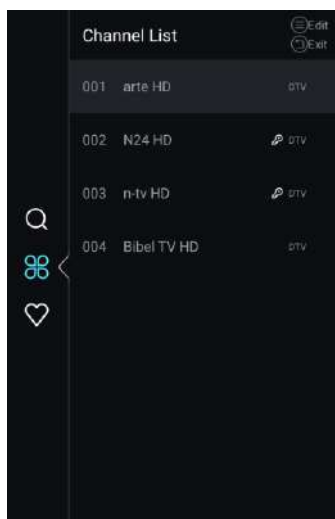 Channel List
Edit
Exit
001 arte HD DTV
002 N24 HD DTV
003 n-tv HD DTV
004 Bibel TV HD DTV